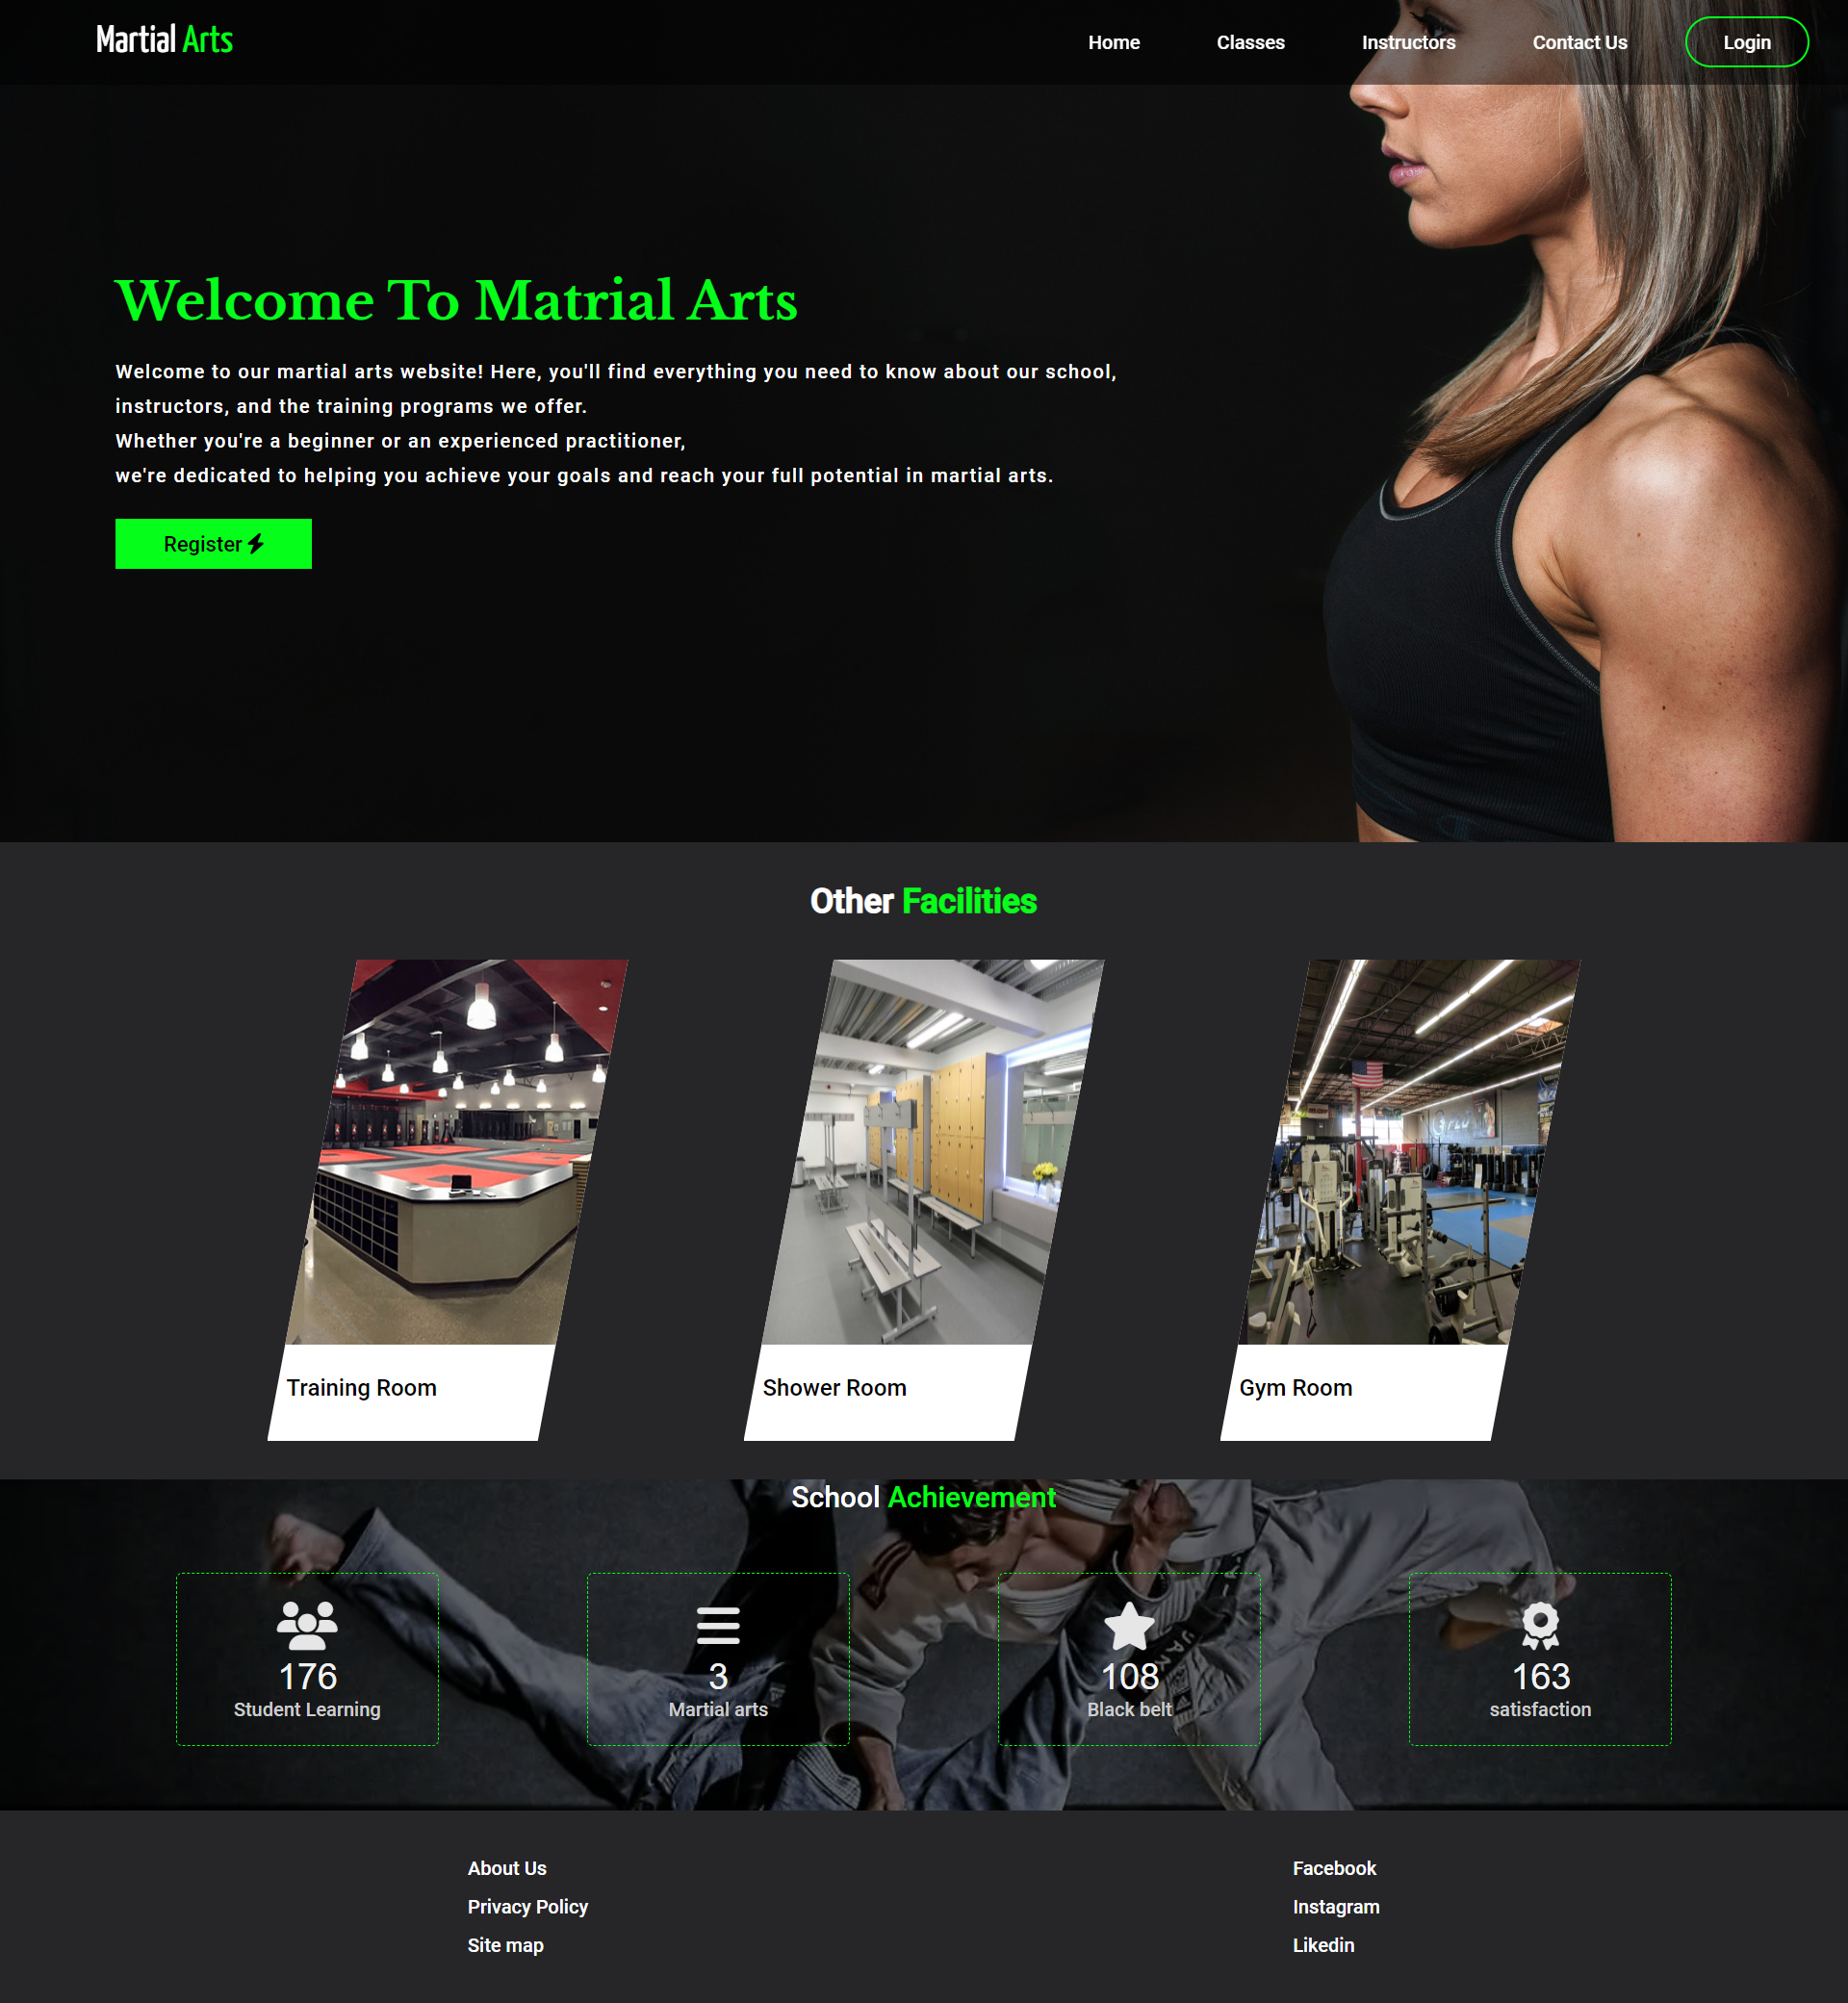 Martial Arts
Home
Classes
Instructors
Contact Us
Login
Welcome To Matrial Arts
Welcome to our martial arts website! Here, you'll find everything you need to know about our school,
instructors, and the training programs we offer.
Whether you're a beginner or an experienced practitioner,
we're dedicated to helping you achieve your goals and reach your full potential in martial arts.
Register
Other Facilities
Training Room
Shower Room
Gym Room
School Achievement
176
Student Learning
3
Martial arts
108
Black belt
163
satisfaction
About Us
Privacy Policy
Site map
Facebook
Instagram
Likedin